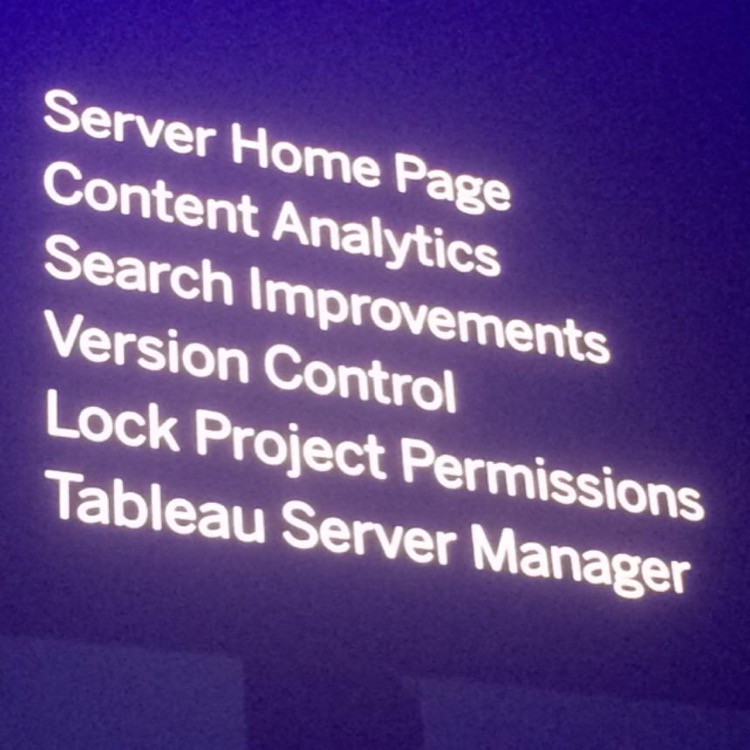 Server Home Page
Content Analytics
Search Improvements
Version Control
Lock Project Permissions
Tableau Server Manager